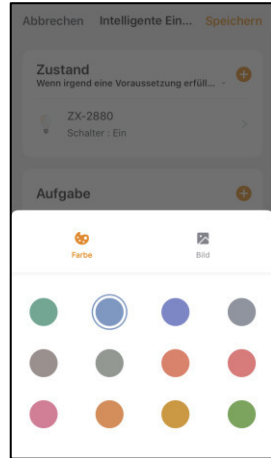 Abbrechen Intelligente Ein... Speichern
Zustand
Wenn irgend eine Voraussetzung erfüll...
ZX-2880
Schalter : Ein
Aufgabe
Farbe Bild